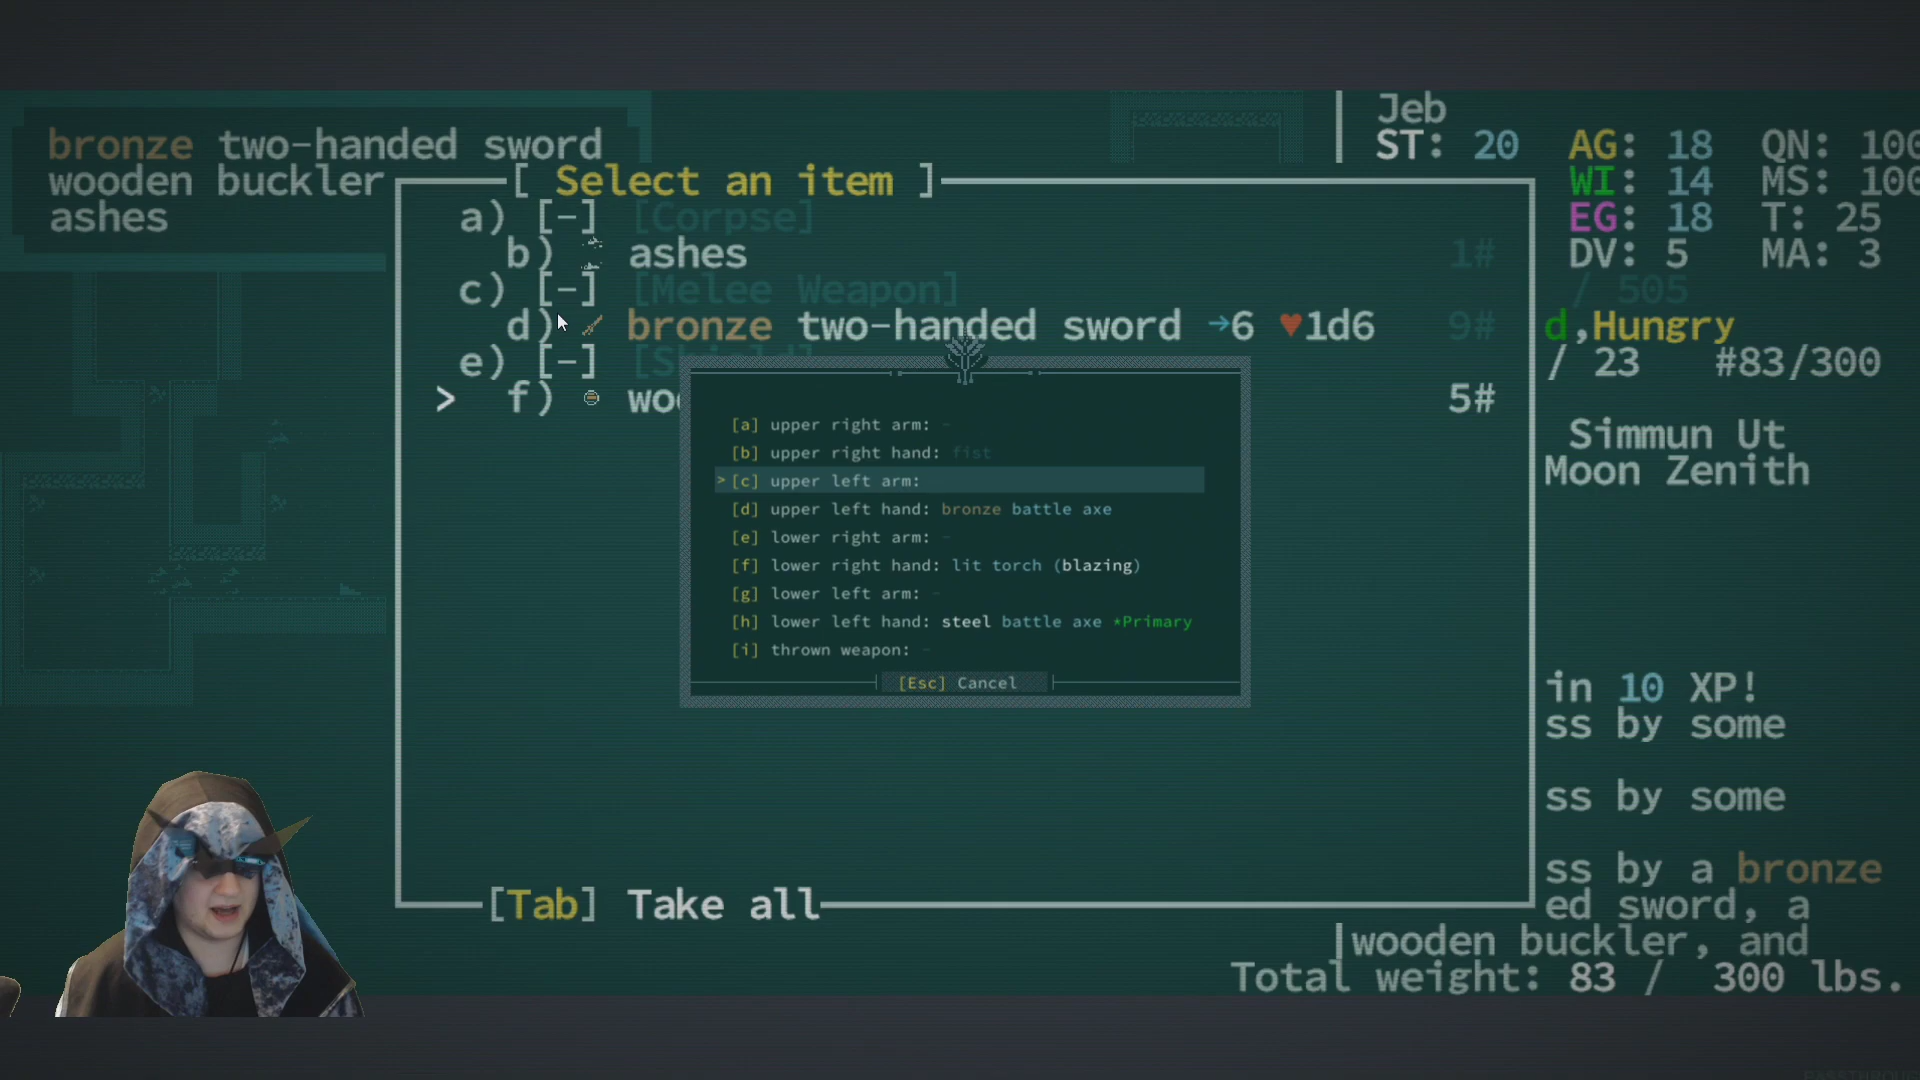 bronze two-handed sword
wooden buckler
ashes
[ Select an item ]
a) [-] [Corpse]
b) ashes 1#
c) [-] [Melee Weapon]
d) bronze two-handed sword →6 ♥1d6 9#
e) [-] [Shield]
> f) woo 5#
[a] upper right arm: -
[b] upper right hand: fist
> [c] upper left arm:
[d] upper left hand: bronze battle axe
[e] lower right arm: -
[f] lower right hand: lit torch (blazing)
[g] lower left arm: -
[h] lower left hand: steel battle axe *Primary
[i] thrown weapon: -
[Esc] Cancel
[Tab] Take all
Jeb
ST: 20 AG: 18 QN: 100
WI: 14 MS: 100
EG: 18 T: 25
DV: 5 MA: 3
/ 505
d,Hungry
/ 23 #83/300
Simmun Ut
Moon Zenith
in 10 XP!
ss by some
ss by some
ss by a bronze
ed sword, a
wooden buckler, and
Total weight: 83 / 300 lbs.